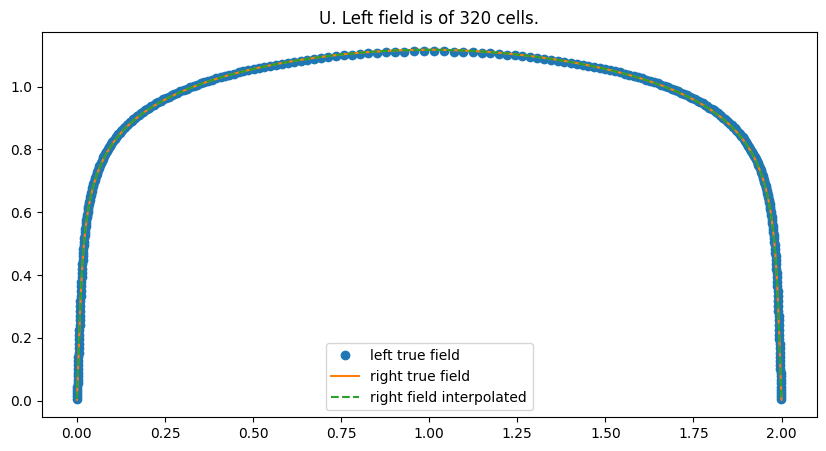 U. Left field is of 320 cells.
1.0
0.8
0.6
0.4
0.2
0.0
left true field
right true field
right field interpolated
0.00 0.25 0.50 0.75 1.00 1.25 1.50 1.75 2.00